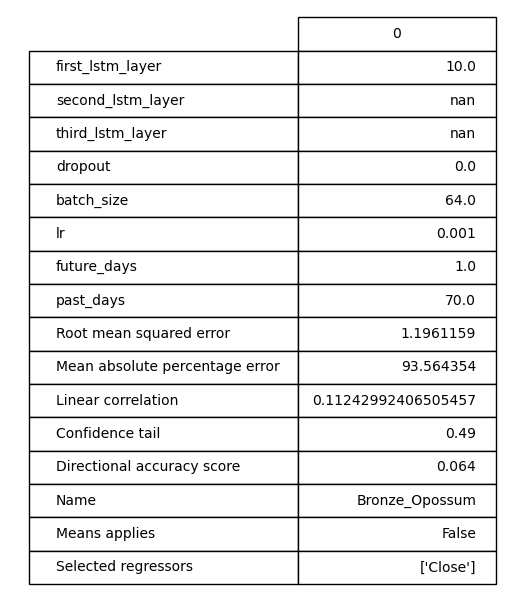 0
first_lstm_layer 10.0
second_lstm_layer nan
third_lstm_layer nan
dropout 0.0
batch_size 64.0
lr 0.001
future_days 1.0
past_days 70.0
Root mean squared error 1.1961159
Mean absolute percentage error 93.564354
Linear correlation 0.11242992406505457
Confidence tail 0.49
Directional accuracy score 0.064
Name Bronze_Opossum
Means applies False
Selected regressors ['Close']